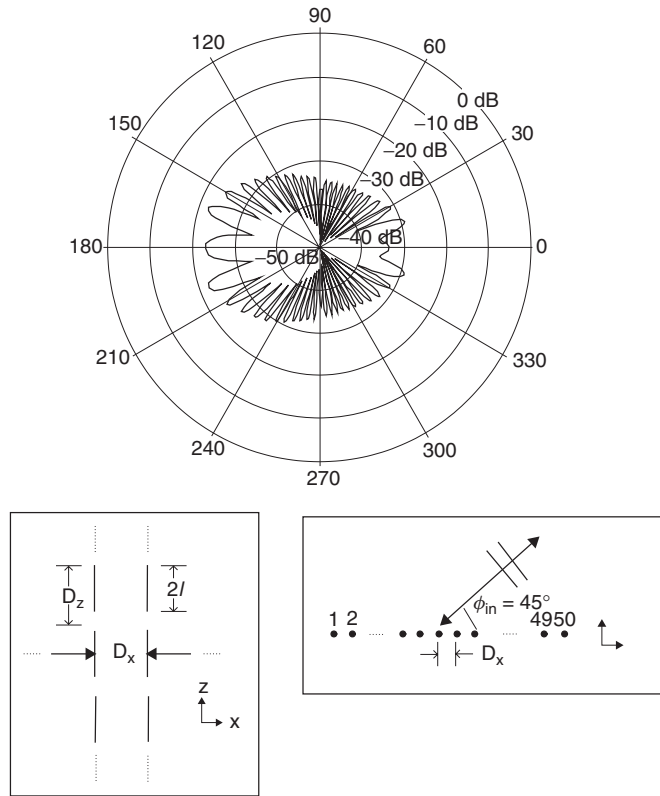 90
120
60
0 dB
150
–10 dB
30
–20 dB
–30 dB
180
–40 dB
0
–50 dB
210
330
240
300
270
D_z
2l
D_x
z
x
ϕ_in = 45°
1 2
4950
D_x